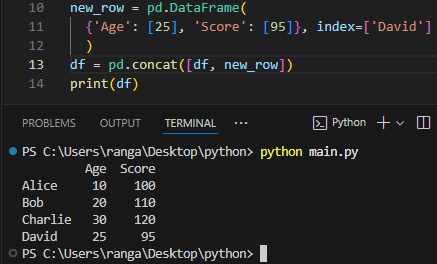 10 new_row = pd.DataFrame(
11 {'Age': [25], 'Score': [95]}, index=['David']
12 )
13 df = pd.concat([df, new_row])
14 print(df)
PROBLEMS OUTPUT TERMINAL ··· Python
PS C:\Users\ranga\Desktop\python> python main.py
Age Score
Alice 10 100
Bob 20 110
Charlie 30 120
David 25 95
PS C:\Users\ranga\Desktop\python>